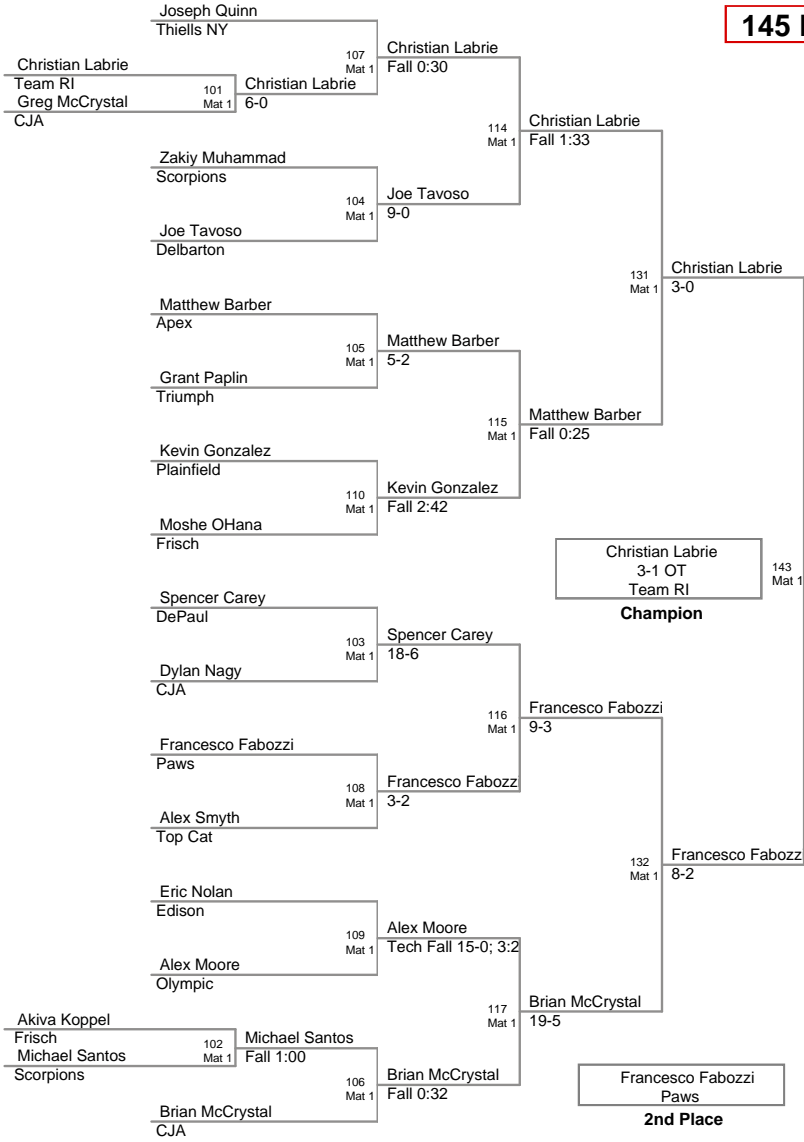 Joseph Quinn
Thiells NY
145 
107
Mat 1
Christian Labrie
Fall 0:30
Christian Labrie
Team RI
101
Mat 1
Christian Labrie
6-0
Greg McCrystal
CJA
114
Mat 1
Christian Labrie
Fall 1:33
Zakiy Muhammad
Scorpions
104
Mat 1
Joe Tavoso
9-0
Joe Tavoso
Delbarton
131
Mat 1
Christian Labrie
3-0
Matthew Barber
Apex
105
Mat 1
Matthew Barber
5-2
Grant Paplin
Triumph
115
Mat 1
Matthew Barber
Fall 0:25
Kevin Gonzalez
Plainfield
110
Mat 1
Kevin Gonzalez
Fall 2:42
Moshe OHana
Frisch
Christian Labrie
3-1 OT
Team RI
Champion
143
Mat 1
Spencer Carey
DePaul
103
Mat 1
Spencer Carey
18-6
Dylan Nagy
CJA
116
Mat 1
Francesco Fabozzi
9-3
Francesco Fabozzi
Paws
108
Mat 1
Francesco Fabozzi
3-2
Alex Smyth
Top Cat
132
Mat 1
Francesco Fabozzi
8-2
Eric Nolan
Edison
109
Mat 1
Alex Moore
Tech Fall 15-0; 3:2
Alex Moore
Olympic
117
Mat 1
Brian McCrystal
19-5
Akiva Koppel
Frisch
102
Mat 1
Michael Santos
Fall 1:00
Michael Santos
Scorpions
106
Mat 1
Brian McCrystal
Fall 0:32
Brian McCrystal
CJA
Francesco Fabozzi
Paws
2nd Place